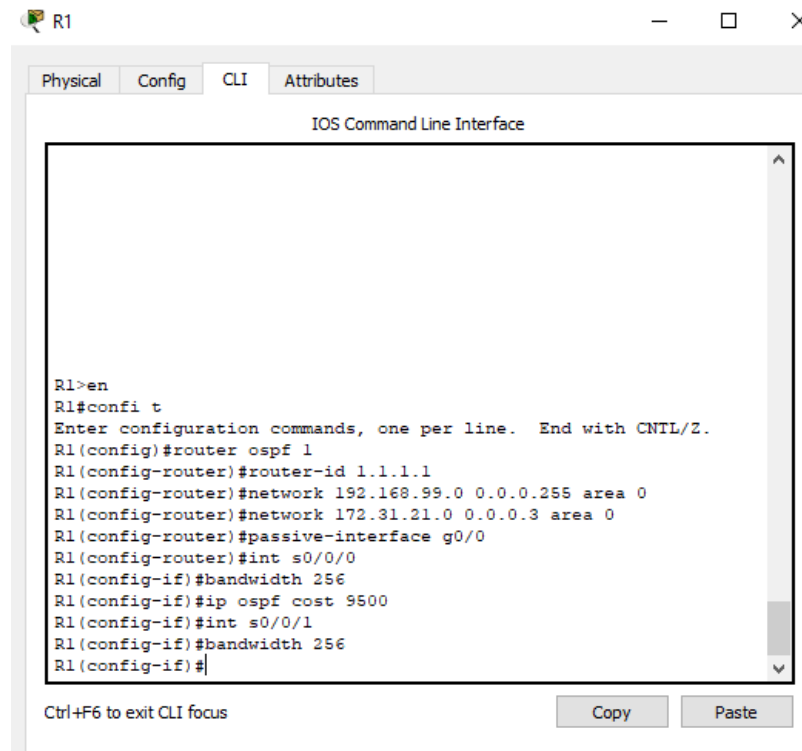 R1
Physical Config CLI Attributes
IOS Command Line Interface
R1>en
R1#confi t
Enter configuration commands, one per line.  End with CNTL/Z.
R1(config)#router ospf 1
R1(config-router)#router-id 1.1.1.1
R1(config-router)#network 192.168.99.0 0.0.0.255 area 0
R1(config-router)#network 172.31.21.0 0.0.0.3 area 0
R1(config-router)#passive-interface g0/0
R1(config-router)#int s0/0/0
R1(config-if)#bandwidth 256
R1(config-if)#ip ospf cost 9500
R1(config-if)#int s0/0/1
R1(config-if)#bandwidth 256
R1(config-if)#
Ctrl+F6 to exit CLI focus Copy Paste